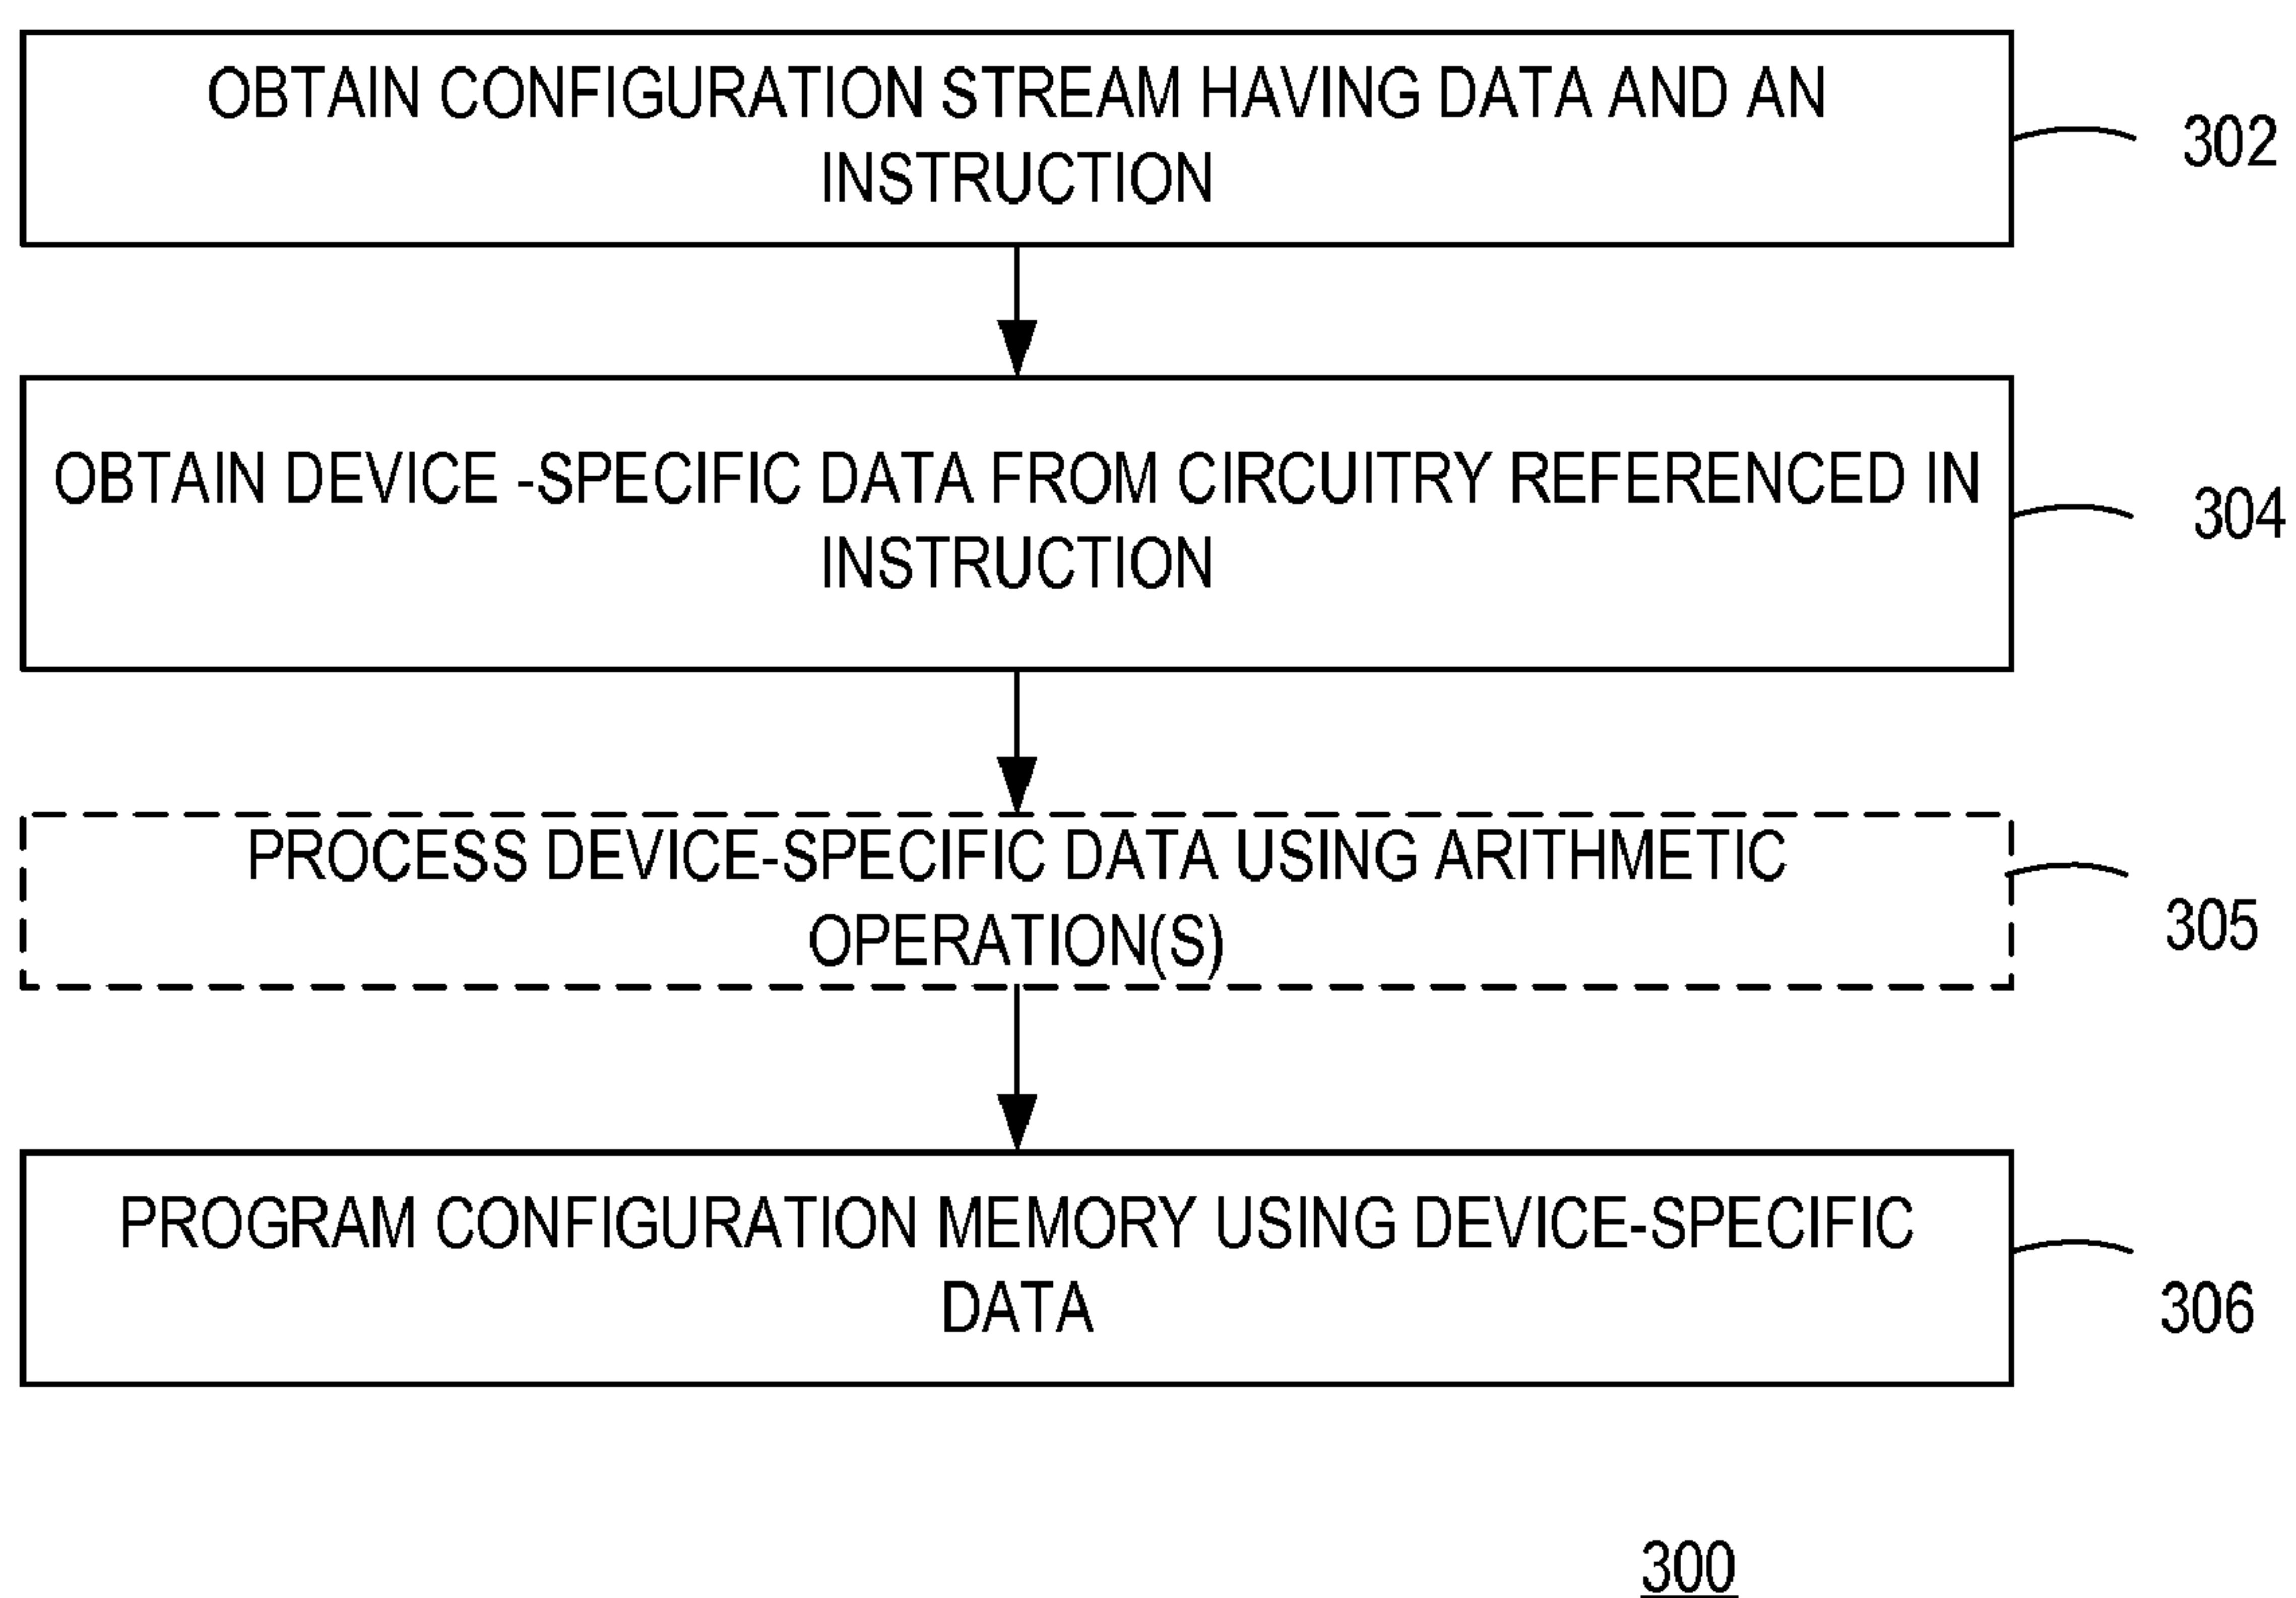 OBTAIN CONFIGURATION STREAM HAVING DATA AND AN
INSTRUCTION
302
OBTAIN DEVICE -SPECIFIC DATA FROM CIRCUITRY REFERENCED IN
INSTRUCTION
304
PROCESS DEVICE-SPECIFIC DATA USING ARITHMETIC
OPERATION(S)
305
PROGRAM CONFIGURATION MEMORY USING DEVICE-SPECIFIC
DATA
306
300